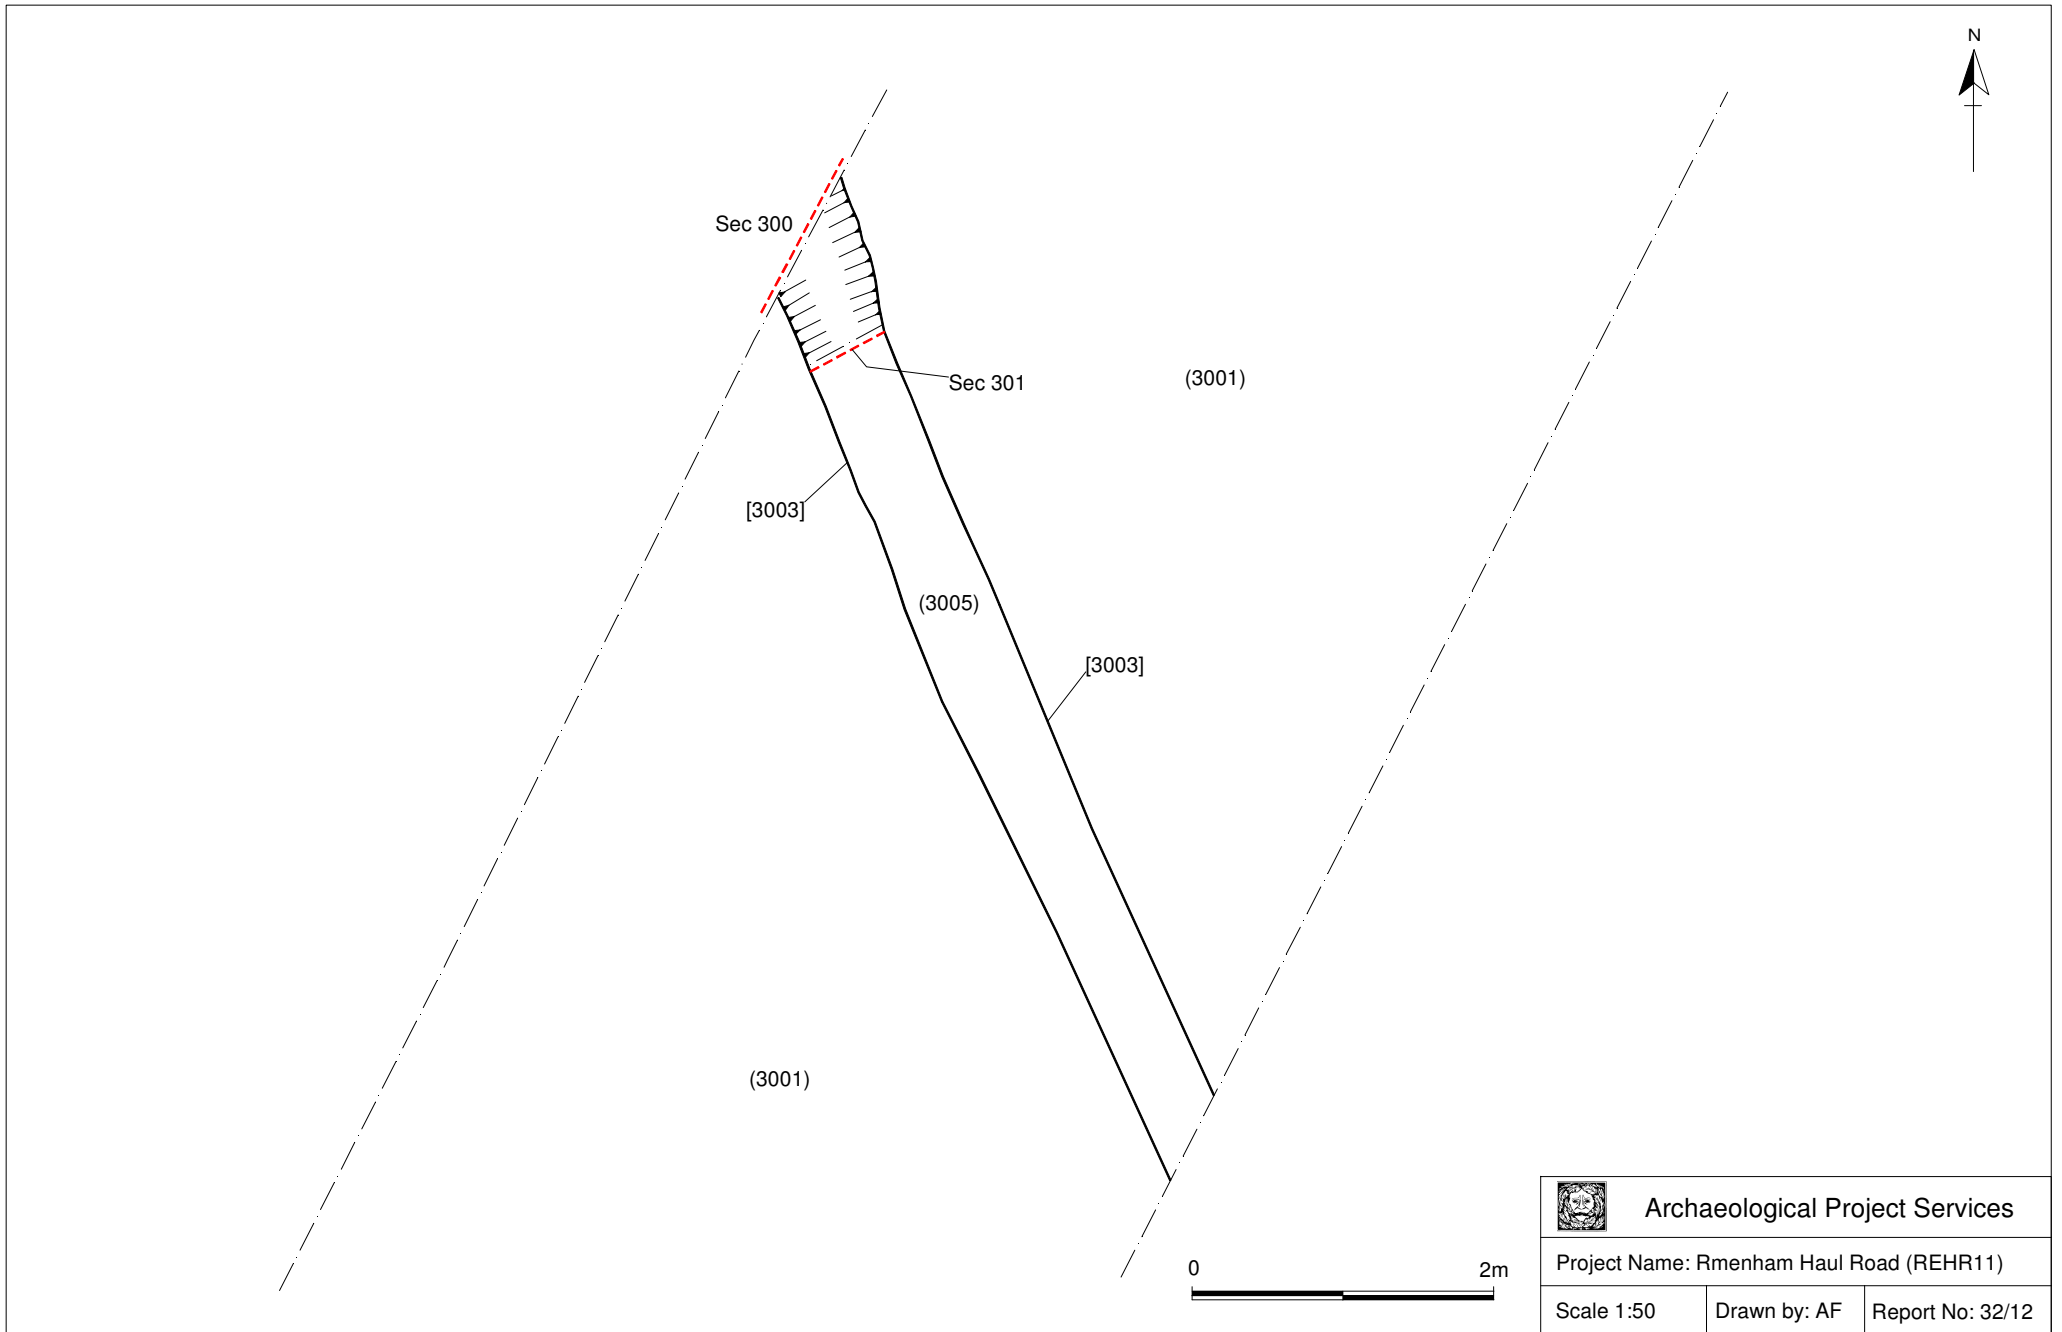 N
Sec 300
(3001)
Sec 301
[3003]
(3005)
[3003]
(3001)
0 2m
Archaeological Project Services
Project Name: Rmenham Haul Road (REHR11)
Scale 1:50
Drawn by: AF
Report No: 32/12